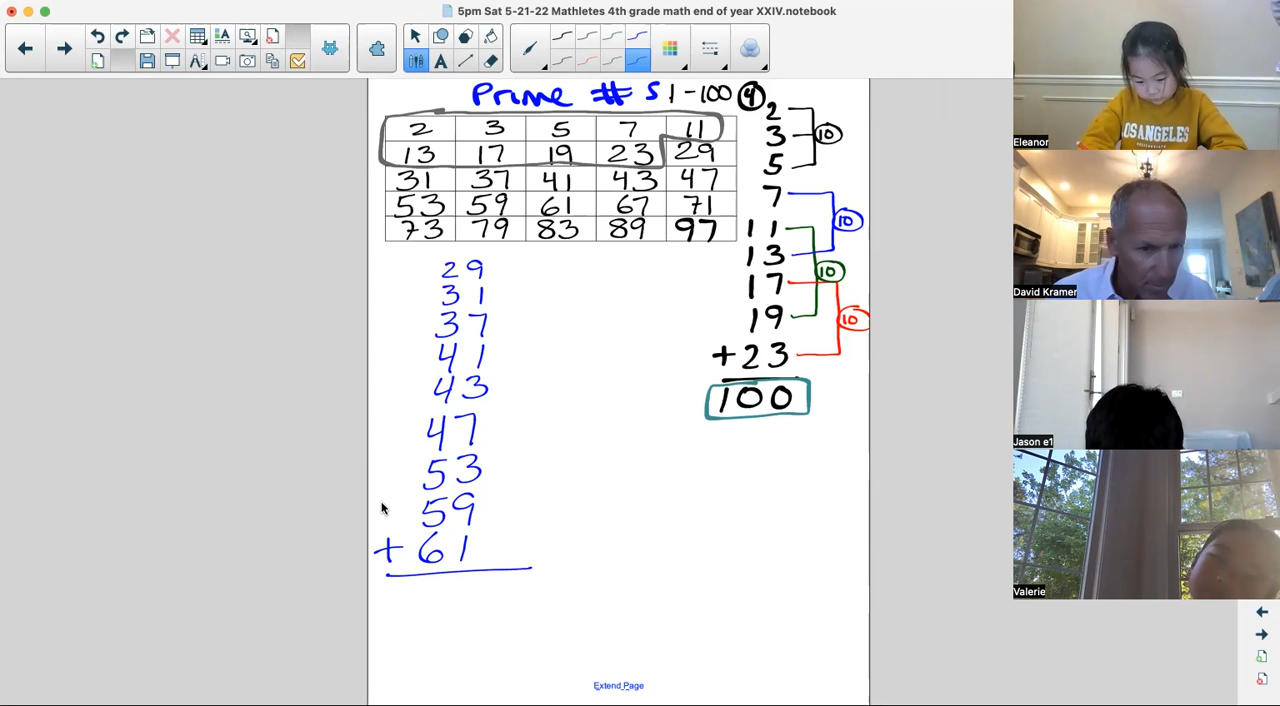 5pm Sat 5-21-22 Mathletes 4th grade math end of year XXIV.notebook
Prime # s 1-100
2 3 5 7 11
13 17 19 23 29
31 37 41 43 47
53 59 61 67 71
73 79 83 89 97
29
31
37
41
43
47
53
59
+ 61
4
2
3
5
7
11
13
17
19
+ 23
100
10
10
10
10
Extend Page
LOSANGELES
Eleanor
David Kramer
Jason e1
Valerie